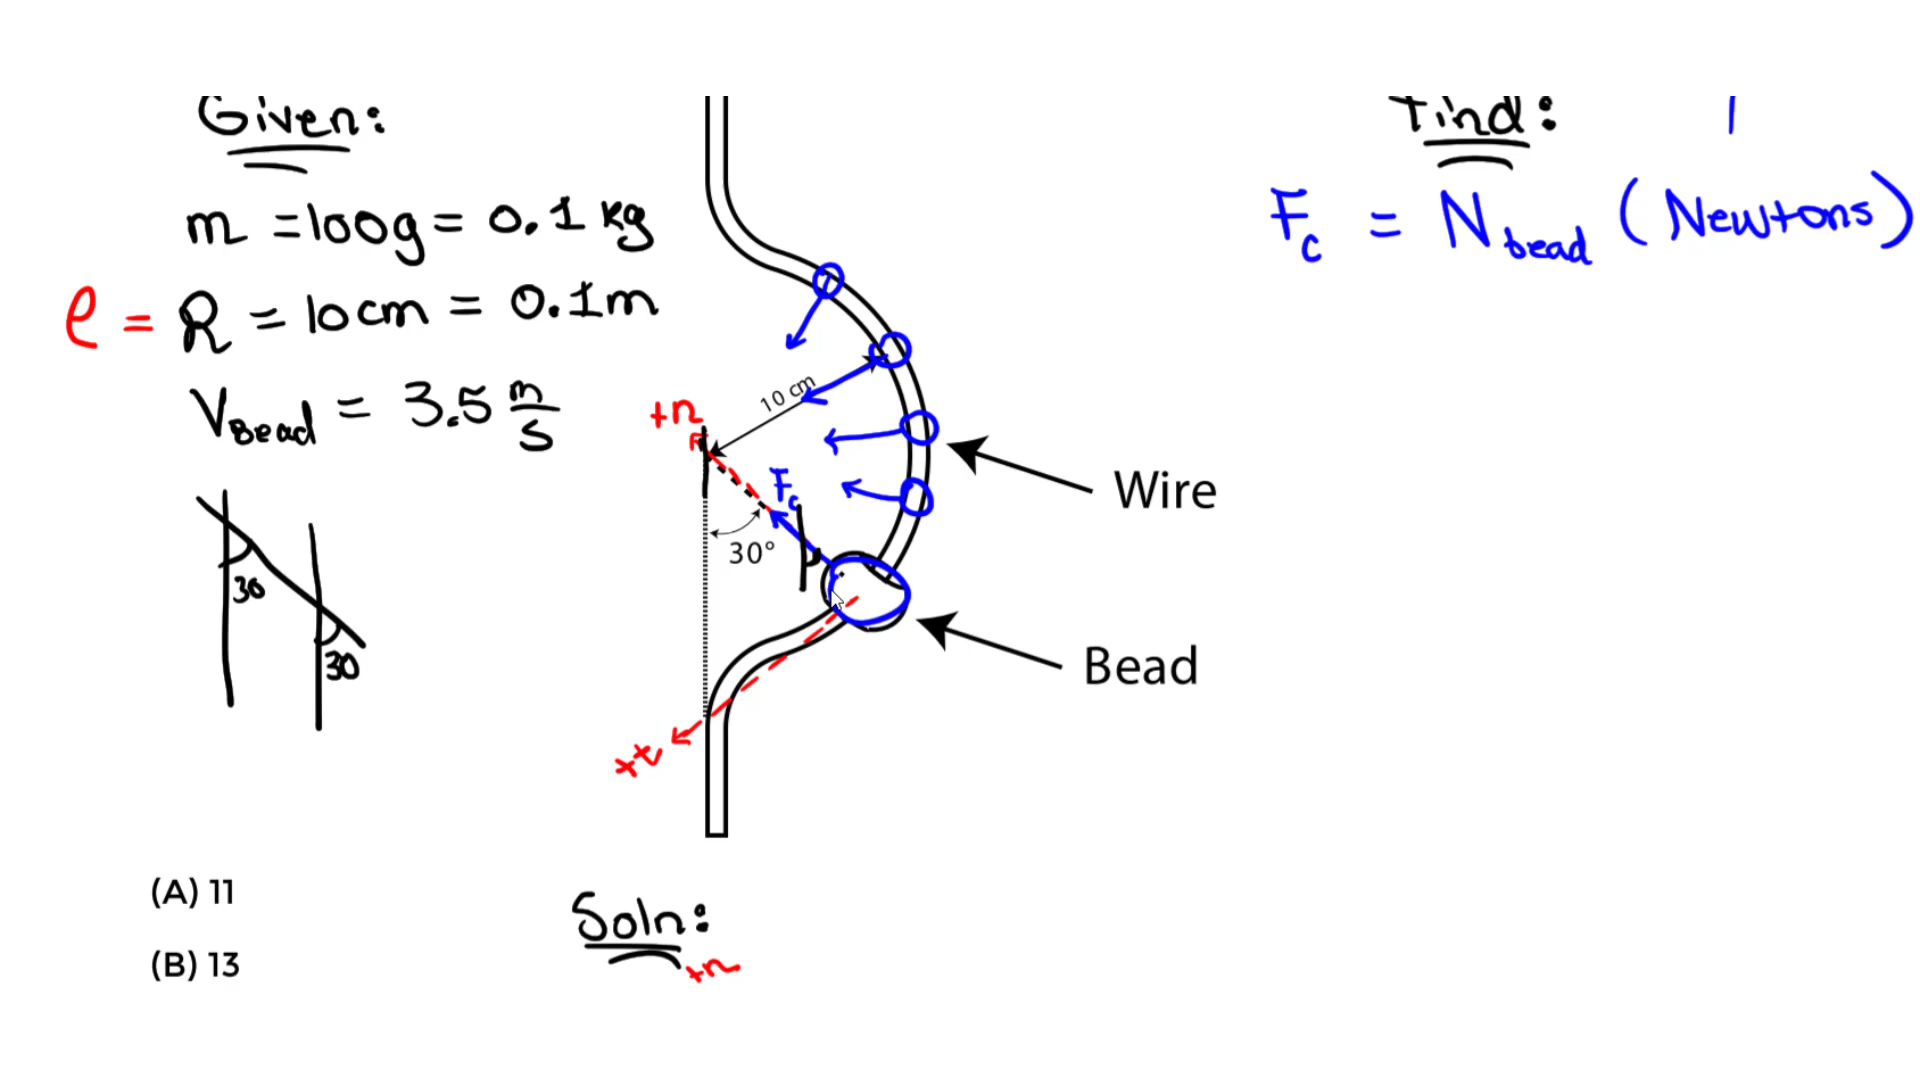 Given:
Find:
m = 100g = 0.1 kg
F_c = N_bead (Newtons)
ρ = R = 10cm = 0.1m
V_Bead = 3.5 m/s
10 cm
+n
F_c
Wire
30°
30
30
Bead
+t
(A) 11
Soln:
+n
(B) 13